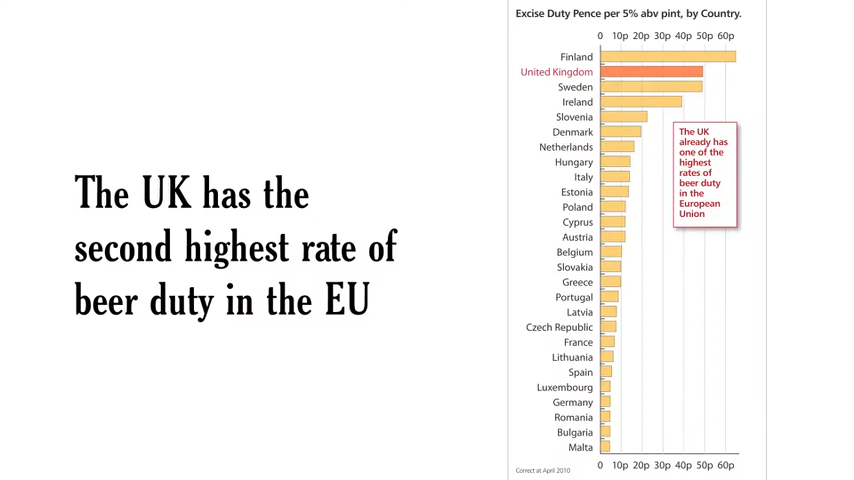 The UK has the
second highest rate of
beer duty in the EU
Excise Duty Pence per 5% abv pint, by Country.
0 10p 20p 30p 40p 50p 60p
Finland
United Kingdom
Sweden
Ireland
Slovenia
Denmark
Netherlands
Hungary
Italy
Estonia
Poland
Cyprus
Austria
Belgium
Slovakia
Greece
Portugal
Latvia
Czech Republic
France
Lithuania
Spain
Luxembourg
Germany
Romania
Bulgaria
Malta
The UK
already has
one of the
highest
rates of
beer duty
in the
European
Union
0 10p 20p 30p 40p 50p 60p
Correct at April 2010